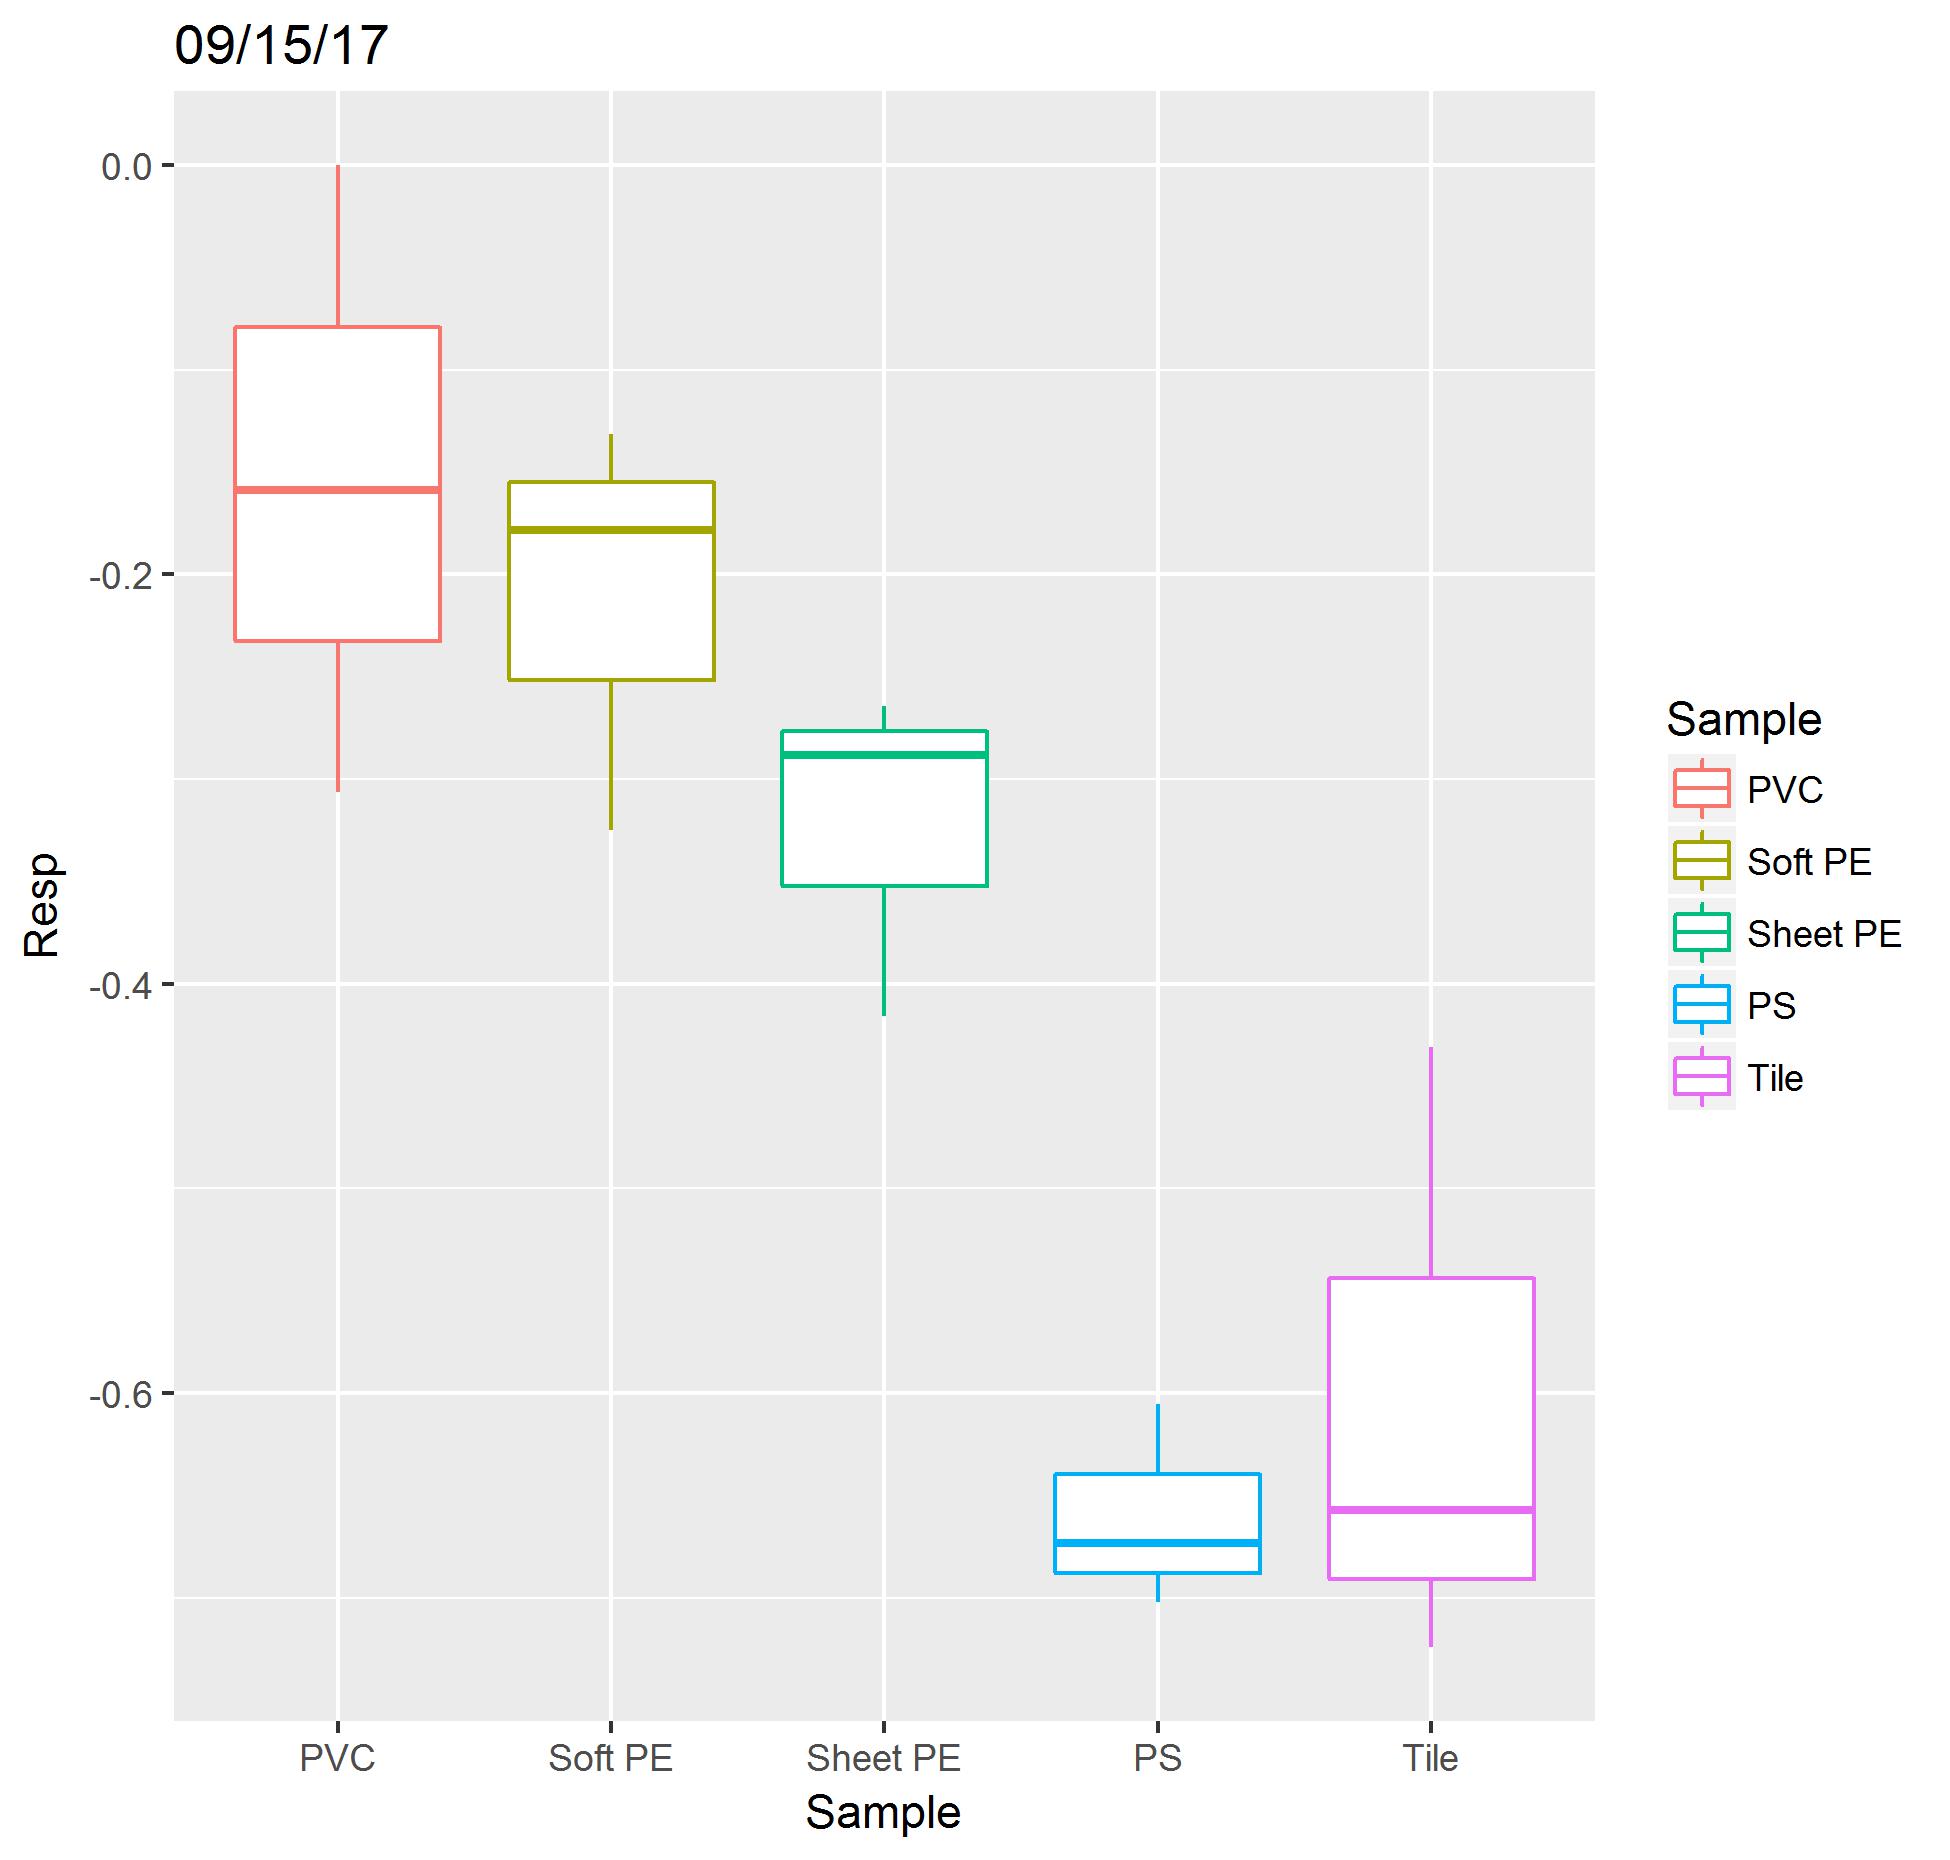 09/15/17
0.0
-0.2
-0.4
-0.6
Resp
PVC
Soft PE
Sheet PE
PS
Tile
Sample
Sample
PVC
Soft PE
Sheet PE
PS
Tile